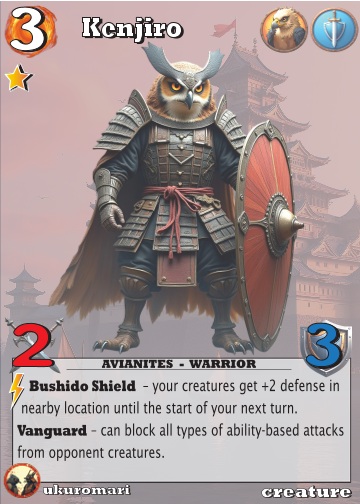 3 Kenjiro
2
3
AVIANITES - WARRIOR
Bushido Shield - your creatures get +2 defense in
nearby location until the start of your next turn.
Vanguard - can block all types of ability-based attacks
from opponent creatures.
ukuromari
creature